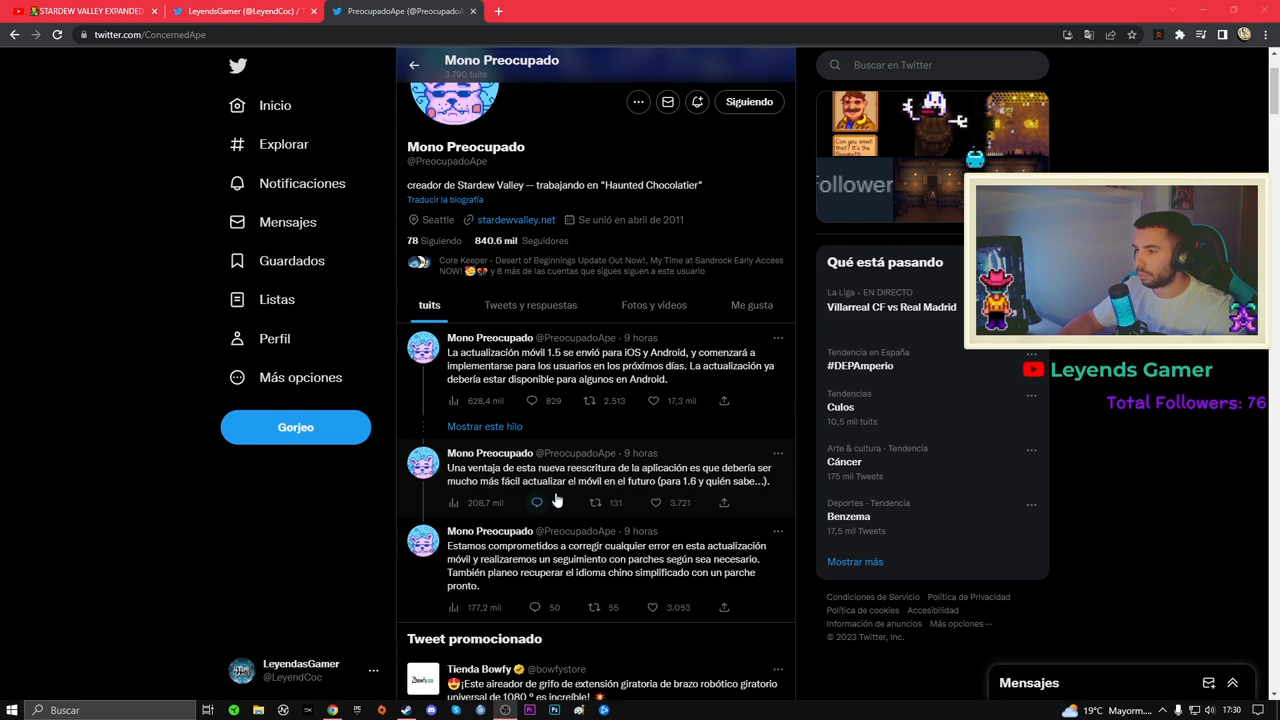 STARDEW VALLEY EXPANDED
LeyendsGamer (@LeyendCoc) / T
PreocupadoApe (@PreocupadoA
twitter.com/ConcernedApe
Inicio
Explorar
Notificaciones
Mensajes
Guardados
Listas
Perfil
Más opciones
Gorjeo
LeyendasGamer
@LeyendCoc
Mono Preocupado
3.790 tuits
Siguiendo
Mono Preocupado
@PreocupadoApe
creador de Stardew Valley -- trabajando en "Haunted Chocolatier"
Traducir la biografía
Seattle stardewvalley.net Se unió en abril de 2011
78 Siguiendo 840.6 mil Seguidores
Core Keeper - Desert of Beginnings Update Out Now!, My Time at Sandrock Early Access
NOW! y 8 más de las cuentas que sigues siguen a este usuario
tuits Tweets y respuestas Fotos y videos Me gusta
Mono Preocupado @PreocupadoApe · 9 horas
La actualización móvil 1.5 se envió para iOS y Android, y comenzará a
implementarse para los usuarios en los próximos días. La actualización ya
debería estar disponible para algunos en Android.
628,4 mil 829 2.513 17,3 mil
Mostrar este hilo
Mono Preocupado @PreocupadoApe · 9 horas
Una ventaja de esta nueva reescritura de la aplicación es que debería ser
mucho más fácil actualizar el móvil en el futuro (para 1.6 y quién sabe...).
208,7 mil 131 3.721
Mono Preocupado @PreocupadoApe · 9 horas
Estamos comprometidos a corregir cualquier error en esta actualización
móvil y realizaremos un seguimiento con parches según sea necesario.
También planeo recuperar el idioma chino simplificado con un parche
pronto.
177,2 mil 50 55 3.053
Tweet promocionado
Tienda Bowfy @bowfystore
Bowfy.co
¡Este aireador de grifo de extensión giratoria de brazo robótico giratorio
universal de 1080 ° es increíble!
Buscar en Twitter
Can you
smell
that? It's
the
follower
Qué está pasando
La Liga · EN DIRECTO
Villarreal CF vs Real Madrid
Tendencia en España
#DEPAmperio
Tendencias
Culos
10,5 mil tuits
Arte & cultura · Tendencia
Cáncer
175 mil Tweets
Deportes · Tendencia
Benzema
17,5 mil Tweets
Mostrar más
Condiciones de Servicio Política de Privacidad
Política de cookies Accesibilidad
Información de anuncios Más opciones ···
© 2023 Twitter, Inc.
Leyends Gamer
Total Followers: 76
Mensajes
Buscar
19°C Mayorm...
17:30